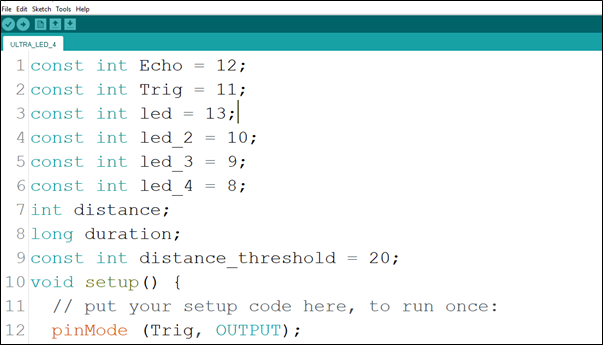 File Edit Sketch Tools Help
ULTRA_LED_4
1 const int Echo = 12;
2 const int Trig = 11;
3 const int led = 13;
4 const int led_2 = 10;
5 const int led_3 = 9;
6 const int led_4 = 8;
7 int distance;
8 long duration;
9 const int distance_threshold = 20;
10 void setup() {
11   // put your setup code here, to run once:
12   pinMode (Trig, OUTPUT);